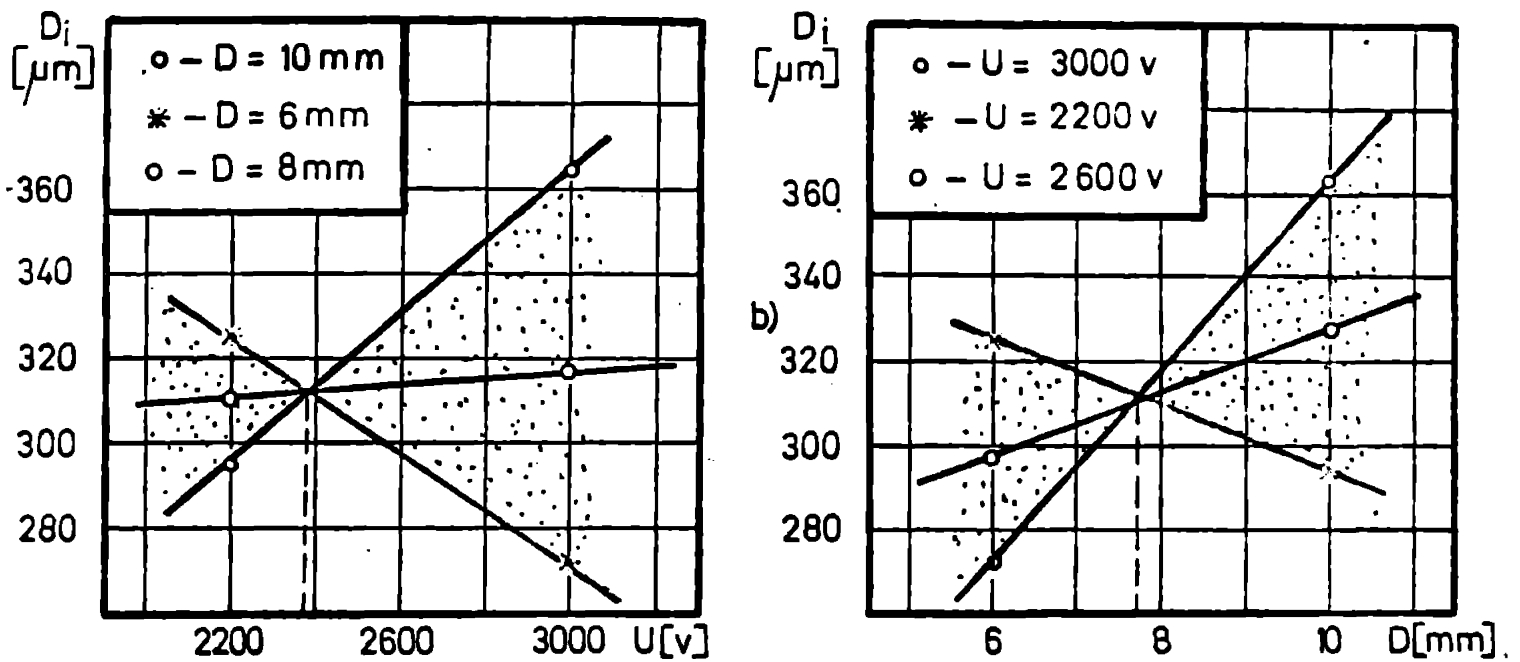 Di
[μm]
o – D = 10 mm
* – D = 6 mm
o – D = 8 mm
360
340
320
300
280
2200 2600 3000 U[v]
b)
Di
[μm]
o – U = 3000 v
* – U = 2200 v
o – U = 2600 v
360
340
320
300
280
6 8 10 D[mm].